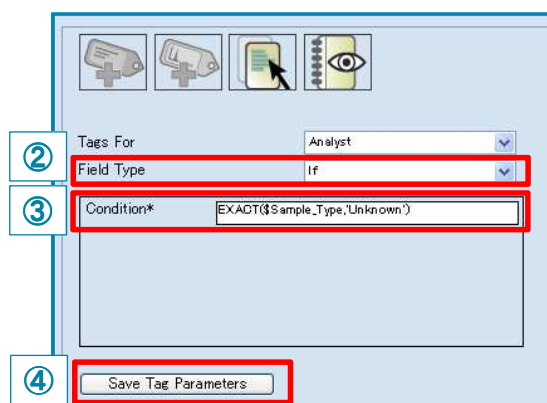 Tags For
Analyst
② Field Type
If
③ Condition*
EXACT($Sample_Type,'Unknown')
④ Save Tag Parameters